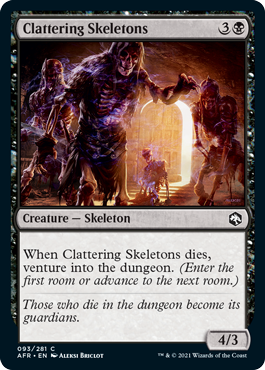 Clattering Skeletons 3
Creature — Skeleton
When Clattering Skeletons dies,
venture into the dungeon. (Enter the
first room or advance to the next room.)
Those who die in the dungeon become its
guardians.
4/3
093/281 C
AFR • EN Aleksi Briclot ™ & © 2021 Wizards of the Coast